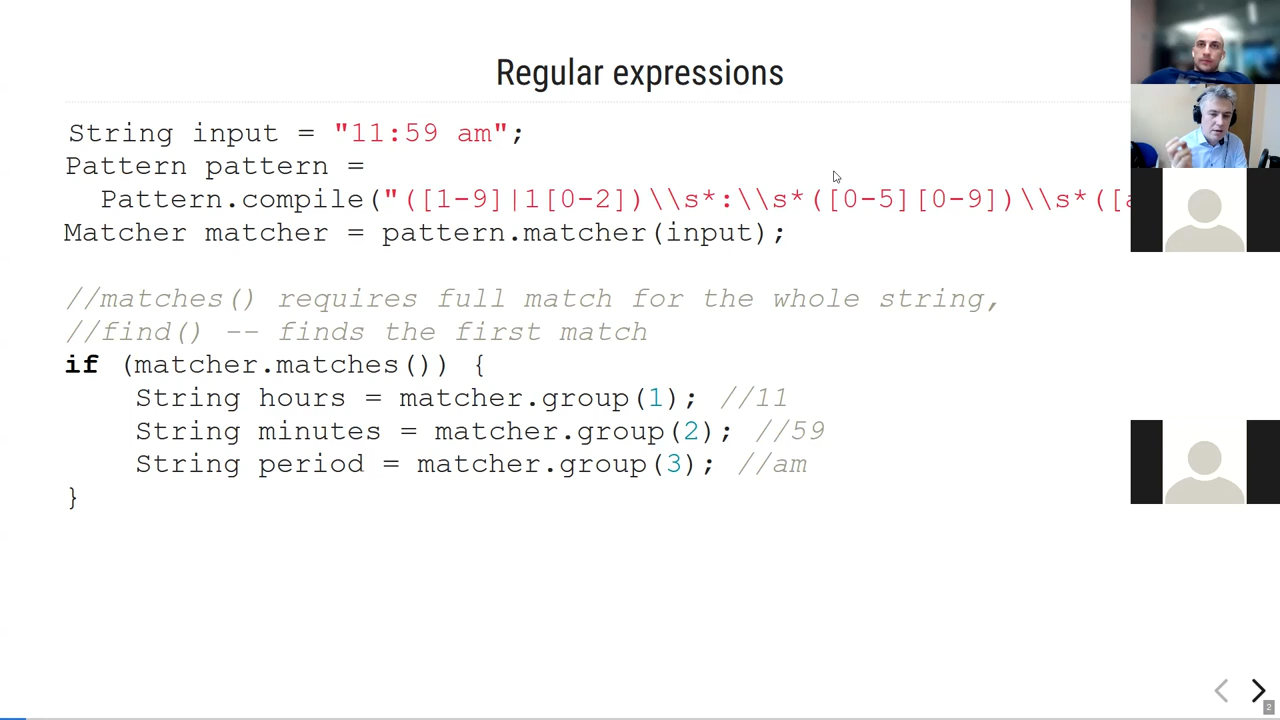 Regular expressions
String input = "11:59 am";
Pattern pattern =
Pattern.compile("([1-9]|1[0-2])\\s*:\\s*([0-5][0-9])\\s*([
Matcher matcher = pattern.matcher(input);
//matches() requires full match for the whole string,
//find() -- finds the first match
if (matcher.matches()) {
String hours = matcher.group(1); //11
String minutes = matcher.group(2); //59
String period = matcher.group(3); //am
}
2